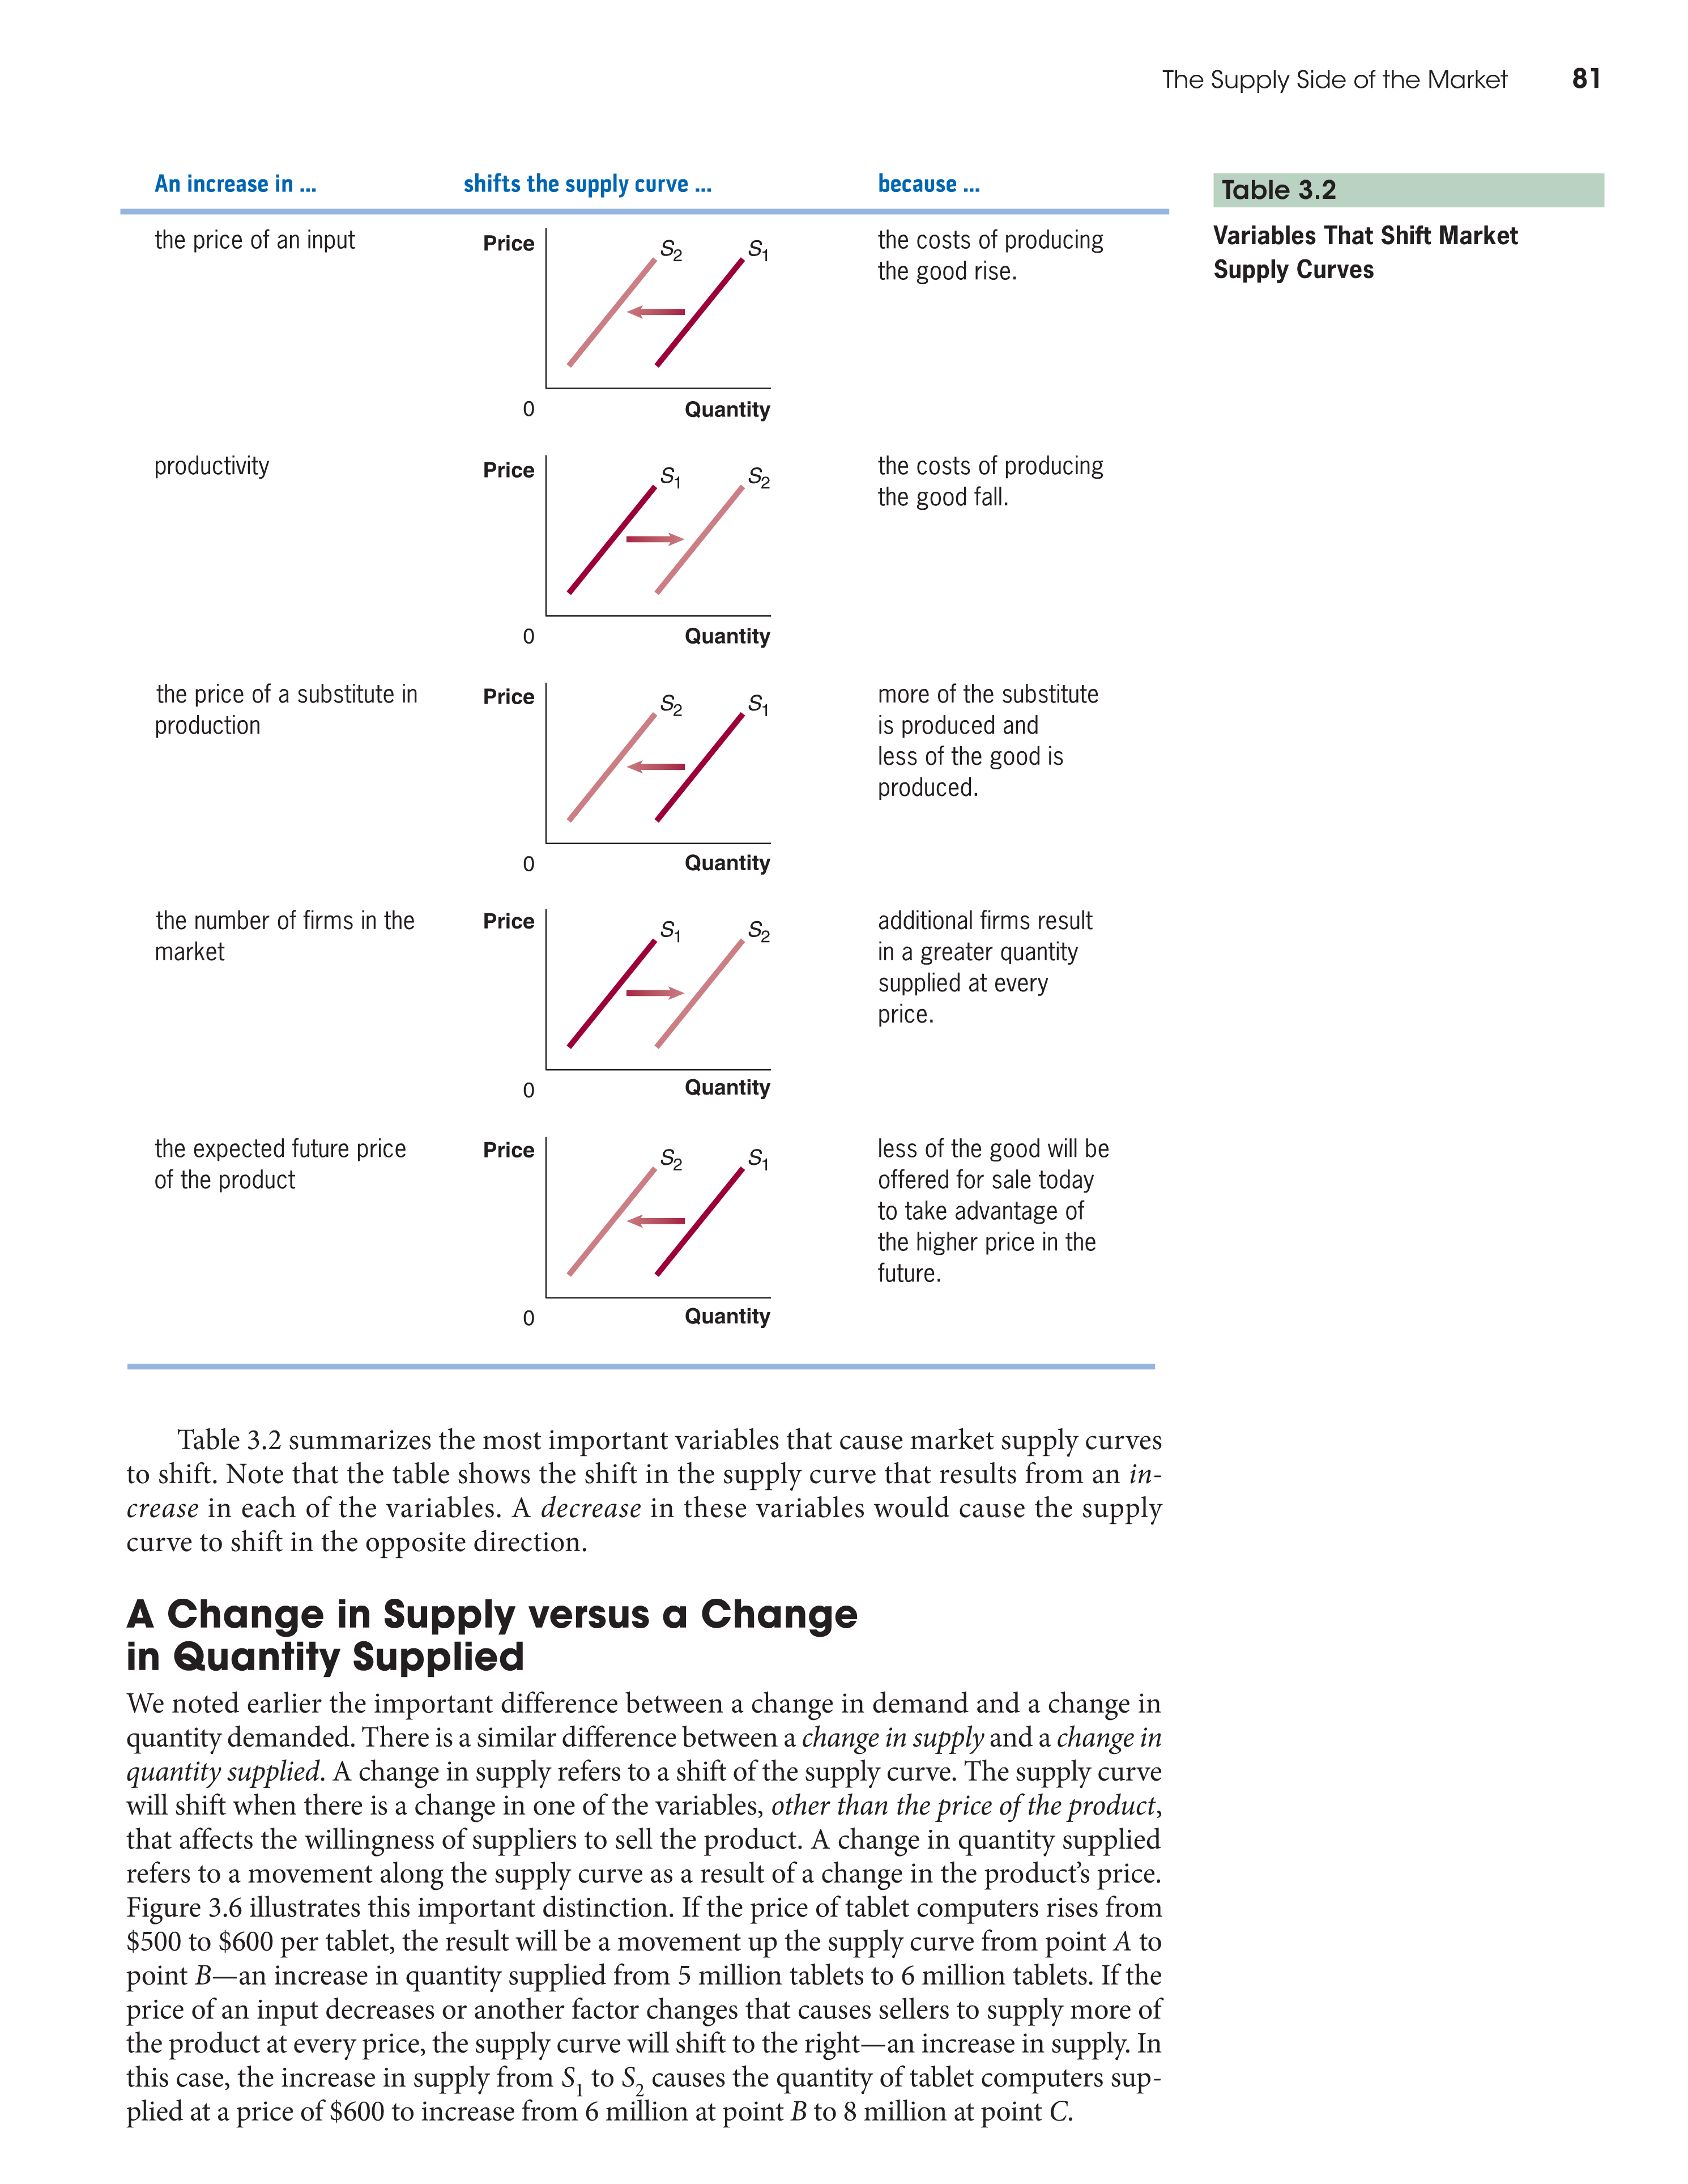 The Supply Side of the Market 81
An increase in ... shifts the supply curve ... because ...
Table 3.2
Variables That Shift Market
Supply Curves
the price of an input
Price
S2 S1
0
Quantity
the costs of producing
the good rise.
productivity
Price
S1 S2
0
Quantity
the costs of producing
the good fall.
the price of a substitute in
production
Price
S2 S1
0
Quantity
more of the substitute
is produced and
less of the good is
produced.
the number of firms in the
market
Price
S1 S2
0
Quantity
additional firms result
in a greater quantity
supplied at every
price.
the expected future price
of the product
Price
S2 S1
0
Quantity
less of the good will be
offered for sale today
to take advantage of
the higher price in the
future.
Table 3.2 summarizes the most important variables that cause market supply curves
to shift. Note that the table shows the shift in the supply curve that results from an in-
crease in each of the variables. A decrease in these variables would cause the supply
curve to shift in the opposite direction.
A Change in Supply versus a Change
in Quantity Supplied
We noted earlier the important difference between a change in demand and a change in
quantity demanded. There is a similar difference between a change in supply and a change in
quantity supplied. A change in supply refers to a shift of the supply curve. The supply curve
will shift when there is a change in one of the variables, other than the price of the product,
that affects the willingness of suppliers to sell the product. A change in quantity supplied
refers to a movement along the supply curve as a result of a change in the product’s price.
Figure 3.6 illustrates this important distinction. If the price of tablet computers rises from
$500 to $600 per tablet, the result will be a movement up the supply curve from point A to
point B—an increase in quantity supplied from 5 million tablets to 6 million tablets. If the
price of an input decreases or another factor changes that causes sellers to supply more of
the product at every price, the supply curve will shift to the right—an increase in supply. In
this case, the increase in supply from S1 to S2 causes the quantity of tablet computers sup-
plied at a price of $600 to increase from 6 million at point B to 8 million at point C.